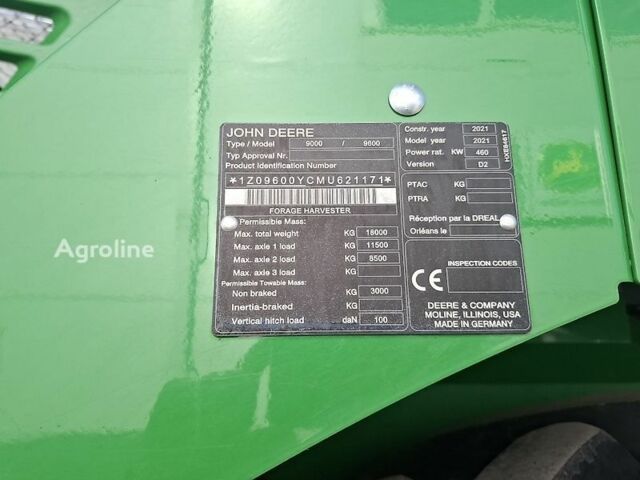 JOHN DEERE
Type / Model 9000 / 9600
Typ Approval Nr.
Product Identification Number
*1Z09600YCMU621171*
FORAGE HARVESTER
Permissible Mass:
Max. total weight KG 18000
Max. axle 1 load KG 11500
Max. axle 2 load KG 8500
Max. axle 3 load KG
Permissible Towable Mass:
Non braked KG 3000
Inertia-braked KG
Vertical hitch load daN 100
Constr. year 2021
Model year 2021
Power rat. KW 460
Version D2
HXE84617
PTAC KG
PTRA KG
Réception par la DREAL
Orléans le
CE
INSPECTION CODES
DEERE & COMPANY
MOLINE, ILLINOIS, USA
MADE IN GERMANY
Agroline